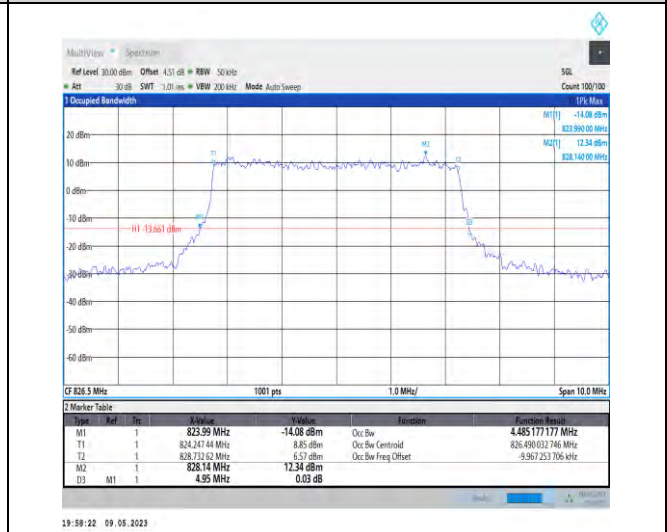 MultiView Spectrum
Ref Level 30.00 dBm Offset 4.51 dB RBW 50 kHz SGL
Att 30 dB SWT 1.01 ms VBW 200 kHz Mode Auto Sweep Count 100/100
1 Occupied Bandwidth 1Pk Max
M1[1] -14.08 dBm
823.990 00 MHz
M2[1] 12.34 dBm
828.140 00 MHz
20 dBm
M2
T1 T2
10 dBm
0 dBm
-10 dBm
M1 D3
H1 -13.661 dBm
-20 dBm
-30 dBm
-40 dBm
-50 dBm
-60 dBm
CF 826.5 MHz 1001 pts 1.0 MHz/ Span 10.0 MHz
2 Marker Table
Type Ref Trc X-Value Y-Value Function Function Result
M1 1 823.99 MHz -14.08 dBm Occ Bw 4.485 177 177 MHz
T1 1 824.247 44 MHz 8.85 dBm Occ Bw Centroid 826.490 032 746 MHz
T2 1 828.732 62 MHz 6.57 dBm Occ Bw Freq Offset -9.967 253 706 kHz
M2 1 828.14 MHz 12.34 dBm
D3 M1 1 4.95 MHz 0.03 dB
19:58:22 09.05.2023